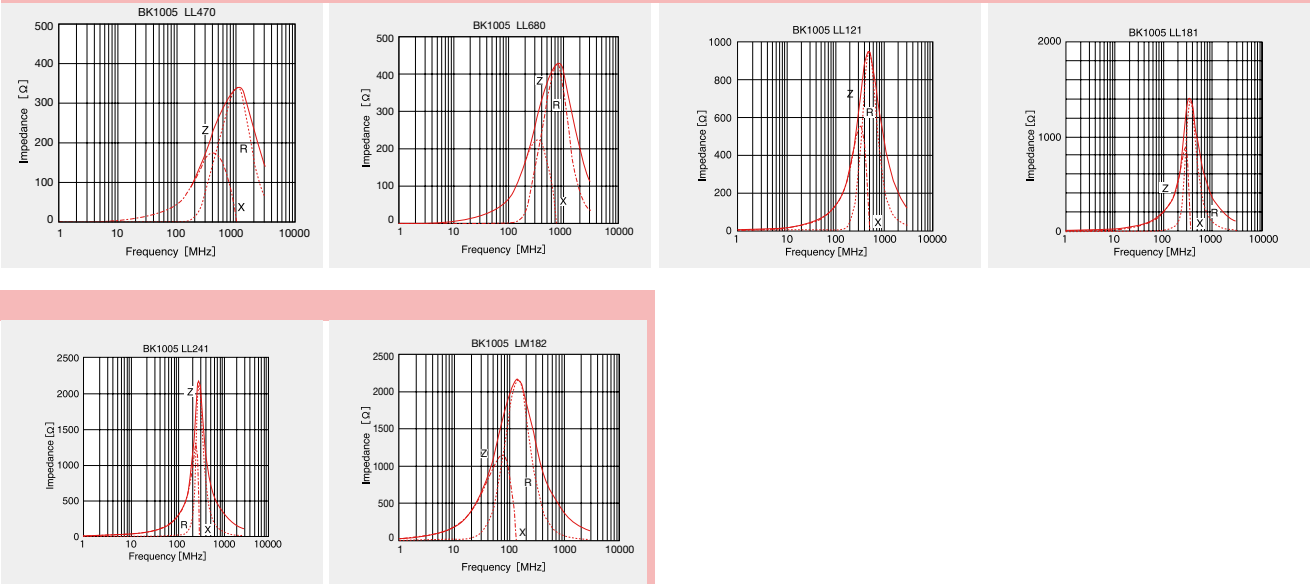 BK1005 LL470
Impedance [Ω]
500
400
300
200
100
0
Z
R
X
1 10 100 1000 10000
Frequency [MHz]
BK1005 LL680
Impedance [Ω]
500
400
300
200
100
0
Z
R
X
1 10 100 1000 10000
Frequency [MHz]
BK1005 LL121
Impedance [Ω]
1000
800
600
400
200
0
Z
R
X
1 10 100 1000 10000
Frequency [MHz]
BK1005 LL181
Impedance [Ω]
2000
1000
0
Z
R
X
1 10 100 1000 10000
Frequency [MHz]
BK1005 LL241
Impedance [Ω]
2500
2000
1500
1000
500
0
Z
R
X
1 10 100 1000 10000
Frequency [MHz]
BK1005 LM182
Impedance [Ω]
2500
2000
1500
1000
500
0
Z
R
X
1 10 100 1000 10000
Frequency [MHz]